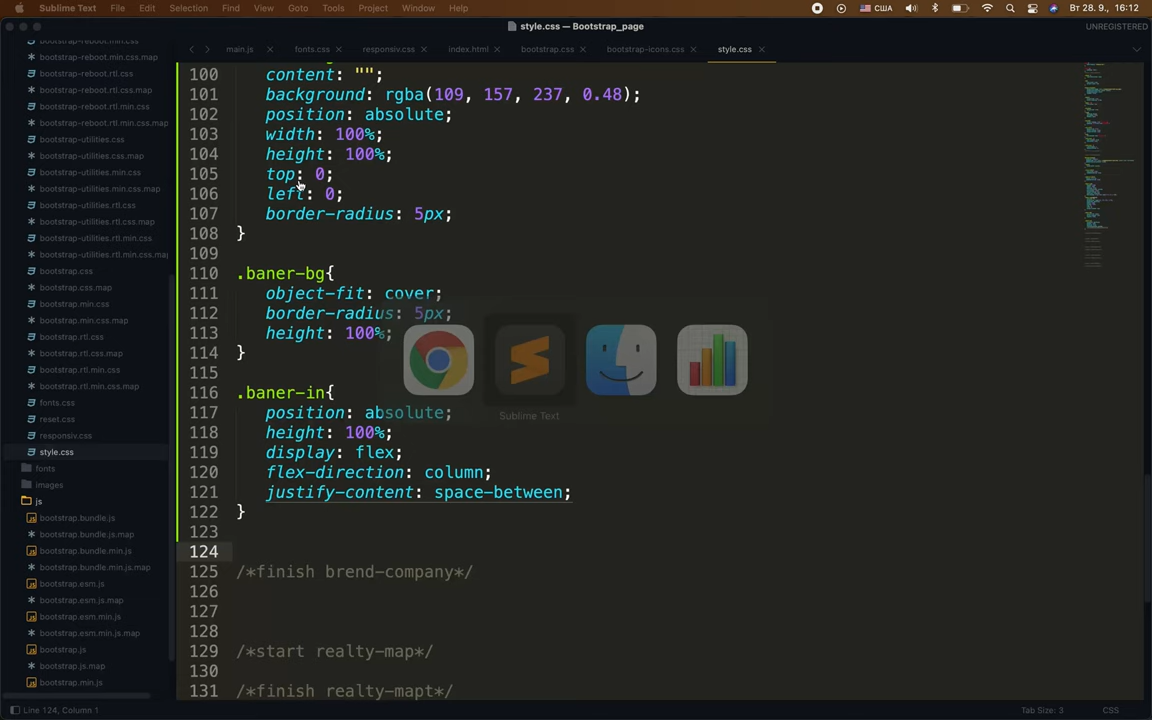 Sublime Text File Edit Selection Find View Goto Tools Project Window Help США Вт 28. 9., 16:12
style.css — Bootstrap_page UNREGISTERED
main.js fonts.css responsiv.css index.html bootstrap.css bootstrap-icons.css style.css
bootstrap-reboot.min.css
bootstrap-reboot.min.css.map
bootstrap-reboot.rtl.css
bootstrap-reboot.rtl.css.map
bootstrap-reboot.rtl.min.css
bootstrap-reboot.rtl.min.css.map
bootstrap-utilities.css
bootstrap-utilities.css.map
bootstrap-utilities.min.css
bootstrap-utilities.min.css.map
bootstrap-utilities.rtl.css
bootstrap-utilities.rtl.css.map
bootstrap-utilities.rtl.min.css
bootstrap-utilities.rtl.min.css.map
bootstrap.css
bootstrap.css.map
bootstrap.min.css
bootstrap.min.css.map
bootstrap.rtl.css
bootstrap.rtl.css.map
bootstrap.rtl.min.css
bootstrap.rtl.min.css.map
fonts.css
reset.css
responsiv.css
style.css
fonts
images
js
bootstrap.bundle.js
bootstrap.bundle.js.map
bootstrap.bundle.min.js
bootstrap.bundle.min.js.map
bootstrap.esm.js
bootstrap.esm.js.map
bootstrap.esm.min.js
bootstrap.esm.min.js.map
bootstrap.js
bootstrap.js.map
bootstrap.min.js
100 content: "";
101 background: rgba(109, 157, 237, 0.48);
102 position: absolute;
103 width: 100%;
104 height: 100%;
105 top: 0;
106 left: 0;
107 border-radius: 5px;
108 }
109
110 .baner-bg{
111 object-fit: cover;
112 border-radius: 5px;
113 height: 100%;
114 }
115
116 .baner-in{
117 position: absolute;
118 height: 100%;
119 display: flex;
120 flex-direction: column;
121 justify-content: space-between;
122 }
123
124
125 /*finish brend-company*/
126
127
128
129 /*start realty-map*/
130
131 /*finish realty-mapt*/
Sublime Text
Line 124, Column 1 Tab Size: 3 CSS